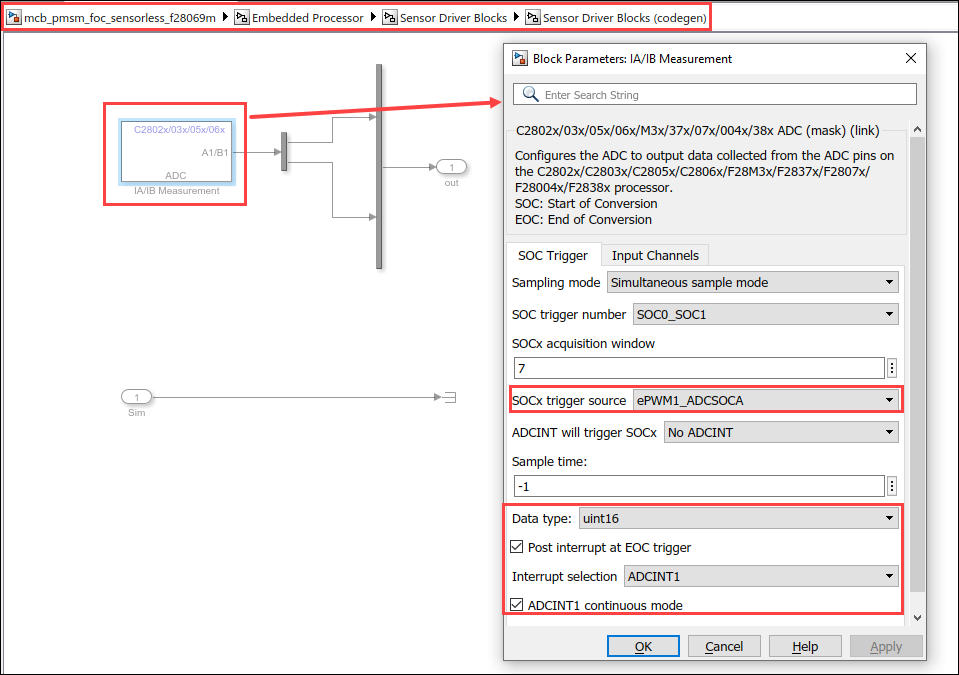 mcb_pmsm_foc_sensorless_f28069m Embedded Processor Sensor Driver Blocks Sensor Driver Blocks (codegen)
C2802x/03x/05x/06x
A1/B1
ADC
IA/IB Measurement
1
out
1
Sim
Block Parameters: IA/IB Measurement
Enter Search String
C2802x/03x/05x/06x/M3x/37x/07x/004x/38x ADC (mask) (link)
Configures the ADC to output data collected from the ADC pins on
the C2802x/C2803x/C2805x/C2806x/F28M3x/F2837x/F2807x/
F28004x/F2838x processor.
SOC: Start of Conversion
EOC: End of Conversion
SOC Trigger Input Channels
Sampling mode Simultaneous sample mode
SOC trigger number SOC0_SOC1
SOCx acquisition window
7
SOCx trigger source ePWM1_ADCSOCA
ADCINT will trigger SOCx No ADCINT
Sample time:
-1
Data type: uint16
Post interrupt at EOC trigger
Interrupt selection ADCINT1
ADCINT1 continuous mode
OK Cancel Help Apply